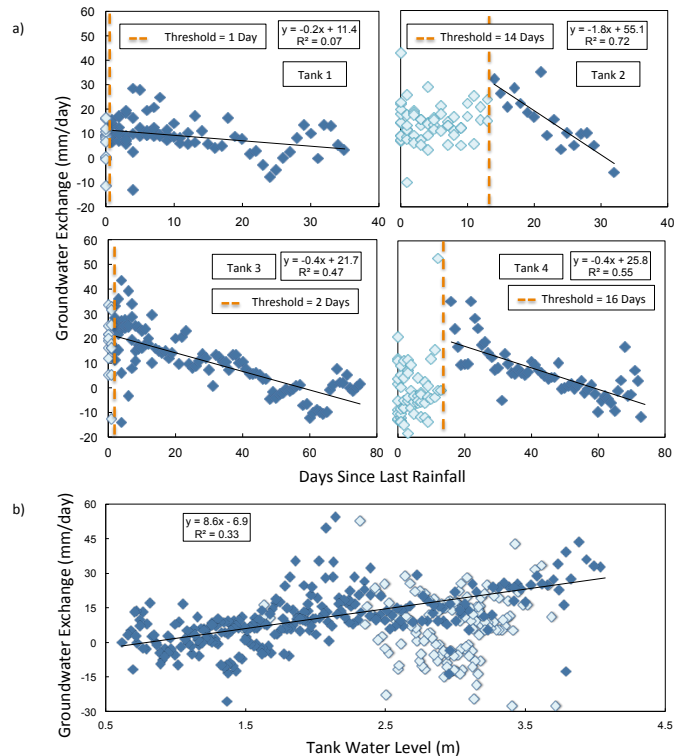 a)
y = -0.2x + 11.4
R² = 0.07
Threshold = 1 Day
Tank 1
y = -1.8x + 55.1
R² = 0.72
Threshold = 14 Days
Tank 2
60
50
40
30
20
10
0
-10
-20
0 10 20 30 40
0 10 20 30 40
Tank 3
y = -0.4x + 21.7
R² = 0.47
Threshold = 2 Days
Tank 4
y = -0.4x + 25.8
R² = 0.55
Threshold = 16 Days
60
50
40
30
20
10
0
-10
-20
0 20 40 60 80
0 20 40 60 80
Groundwater Exchange (mm/day)
Days Since Last Rainfall
b)
y = 8.6x - 6.9
R² = 0.33
60
45
30
15
0
-15
-30
0.5 1.5 2.5 3.5 4.5
Groundwater Exchange (mm/day)
Tank Water Level (m)